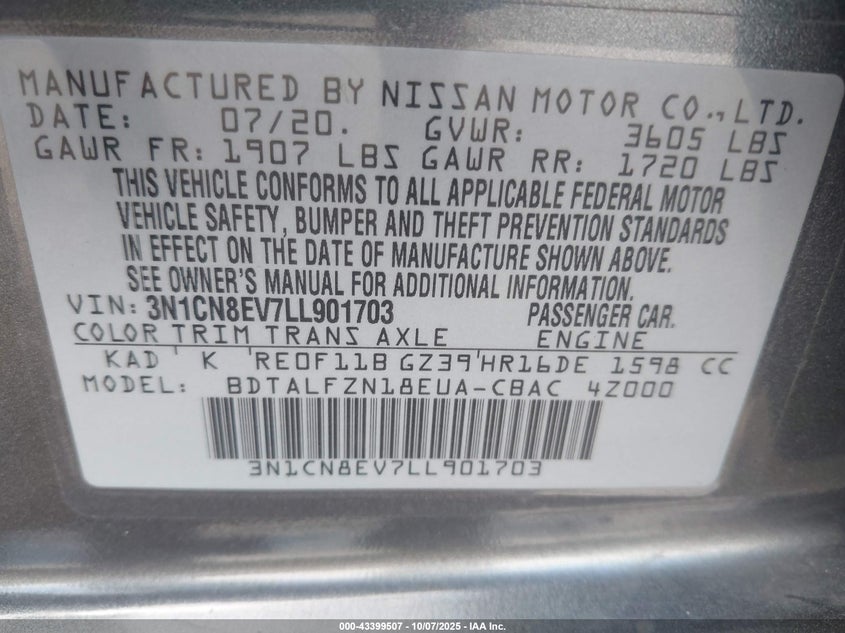 MANUFACTURED BY NISSAN MOTOR CO., LTD.
DATE: 07/20. GVWR: 3605 LBS
GAWR FR: 1907 LBS GAWR RR: 1720 LBS
THIS VEHICLE CONFORMS TO ALL APPLICABLE FEDERAL MOTOR
VEHICLE SAFETY, BUMPER AND THEFT PREVENTION STANDARDS
IN EFFECT ON THE DATE OF MANUFACTURE SHOWN ABOVE.
SEE OWNER'S MANUAL FOR ADDITIONAL INFORMATION.
VIN: 3N1CN8EV7LL901703 PASSENGER CAR.
COLOR TRIM TRANS AXLE ENGINE
KAD ' K 'RE0F11B GZ39'HR16DE 1598 CC
MODEL: BDTALFZN18EUA-CBAC 4Z000
3N1CN8EV7LL901703
000-43399507 | 10/07/2025 - IAA Inc.